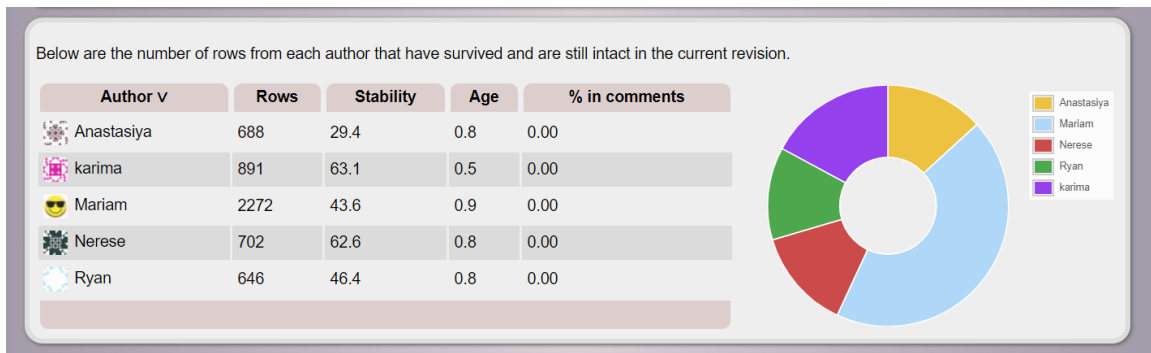 Below are the number of rows from each author that have survived and are still intact in the current revision.
Author ∨ Rows Stability Age % in comments
Anastasiya 688 29.4 0.8 0.00
karima 891 63.1 0.5 0.00
Mariam 2272 43.6 0.9 0.00
Nerese 702 62.6 0.8 0.00
Ryan 646 46.4 0.8 0.00
Anastasiya
Mariam
Nerese
Ryan
karima